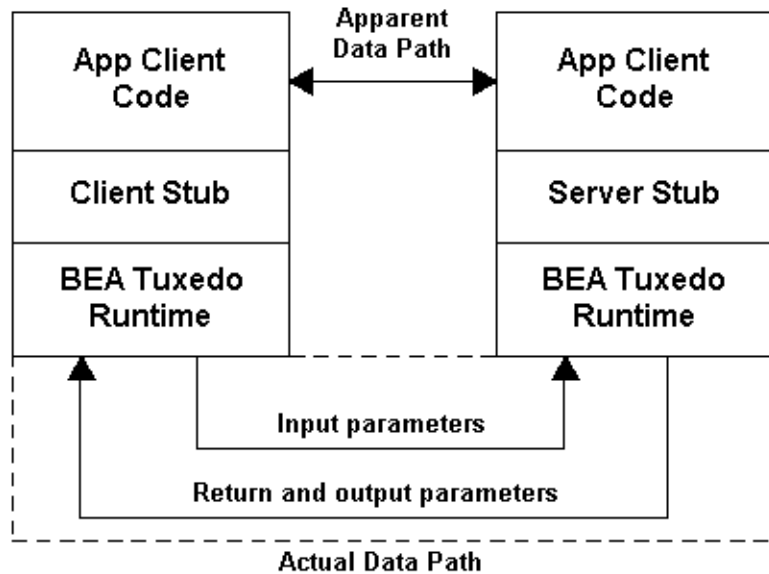 Apparent
Data Path
App Client
Code
App Client
Code
Client Stub
Server Stub
BEA Tuxedo
Runtime
BEA Tuxedo
Runtime
Input parameters
Return and output parameters
Actual Data Path